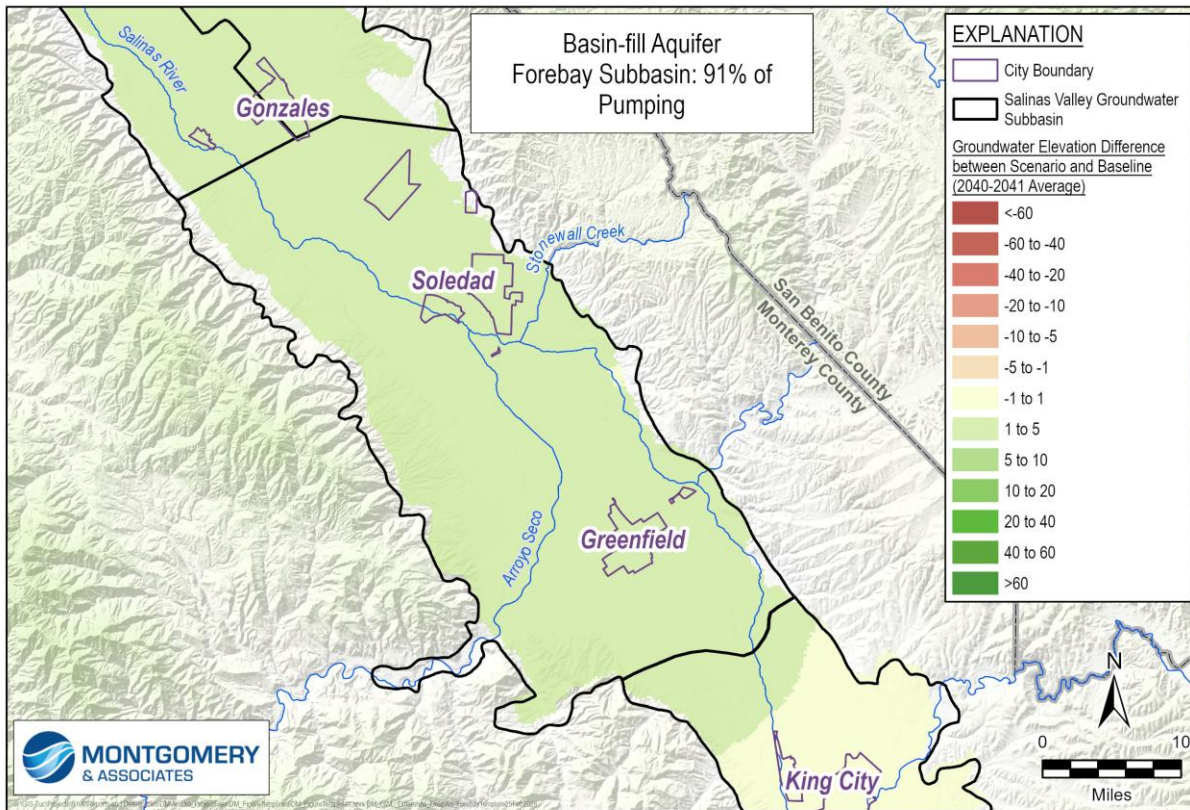 Basin-fill Aquifer
Forebay Subbasin: 91% of
Pumping
EXPLANATION
City Boundary
Salinas Valley Groundwater
Subbasin
Groundwater Elevation Difference
between Scenario and Baseline
(2040-2041 Average)
<-60
-60 to -40
-40 to -20
-20 to -10
-10 to -5
-5 to -1
-1 to 1
1 to 5
5 to 10
10 to 20
20 to 40
40 to 60
>60
Salinas River
Gonzales
Stonewall Creek
Soledad
San Benito County
Monterey County
Arroyo Seco
Greenfield
King City
N
0 10
Miles
MONTGOMERY
& ASSOCIATES